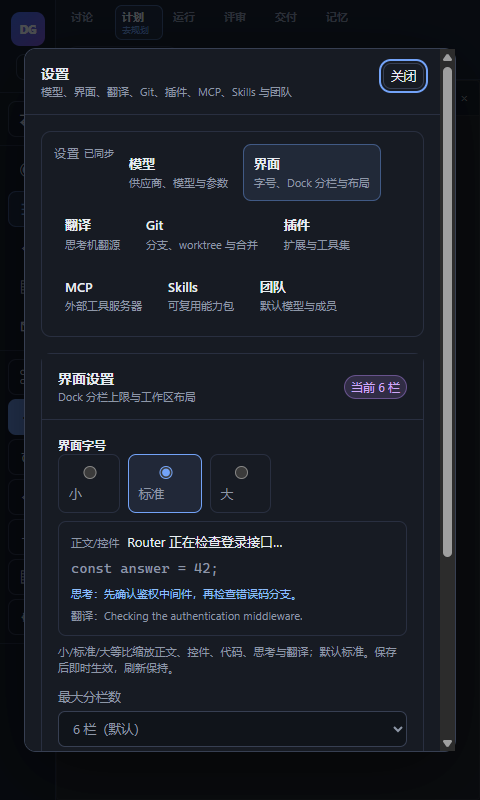 DG
讨论 计划 运行 评审 交付 记忆
去规划
设置
关闭
模型、界面、翻译、Git、插件、MCP、Skills 与团队
设置 已同步
模型
供应商、模型与参数
界面
字号、Dock 分栏与布局
翻译
思考机翻源
Git
分支、worktree 与合并
插件
扩展与工具集
MCP
外部工具服务器
Skills
可复用能力包
团队
默认模型与成员
界面设置
Dock 分栏上限与工作区布局
当前 6 栏
界面字号
小
标准
大
正文/控件 Router 正在检查登录接口...
const answer = 42;
思考：先确认鉴权中间件，再检查错误码分支。
翻译：Checking the authentication middleware.
小/标准/大等比缩放正文、控件、代码、思考与翻译；默认标准。保存
后即时生效，刷新保持。
最大分栏数
6 栏（默认）